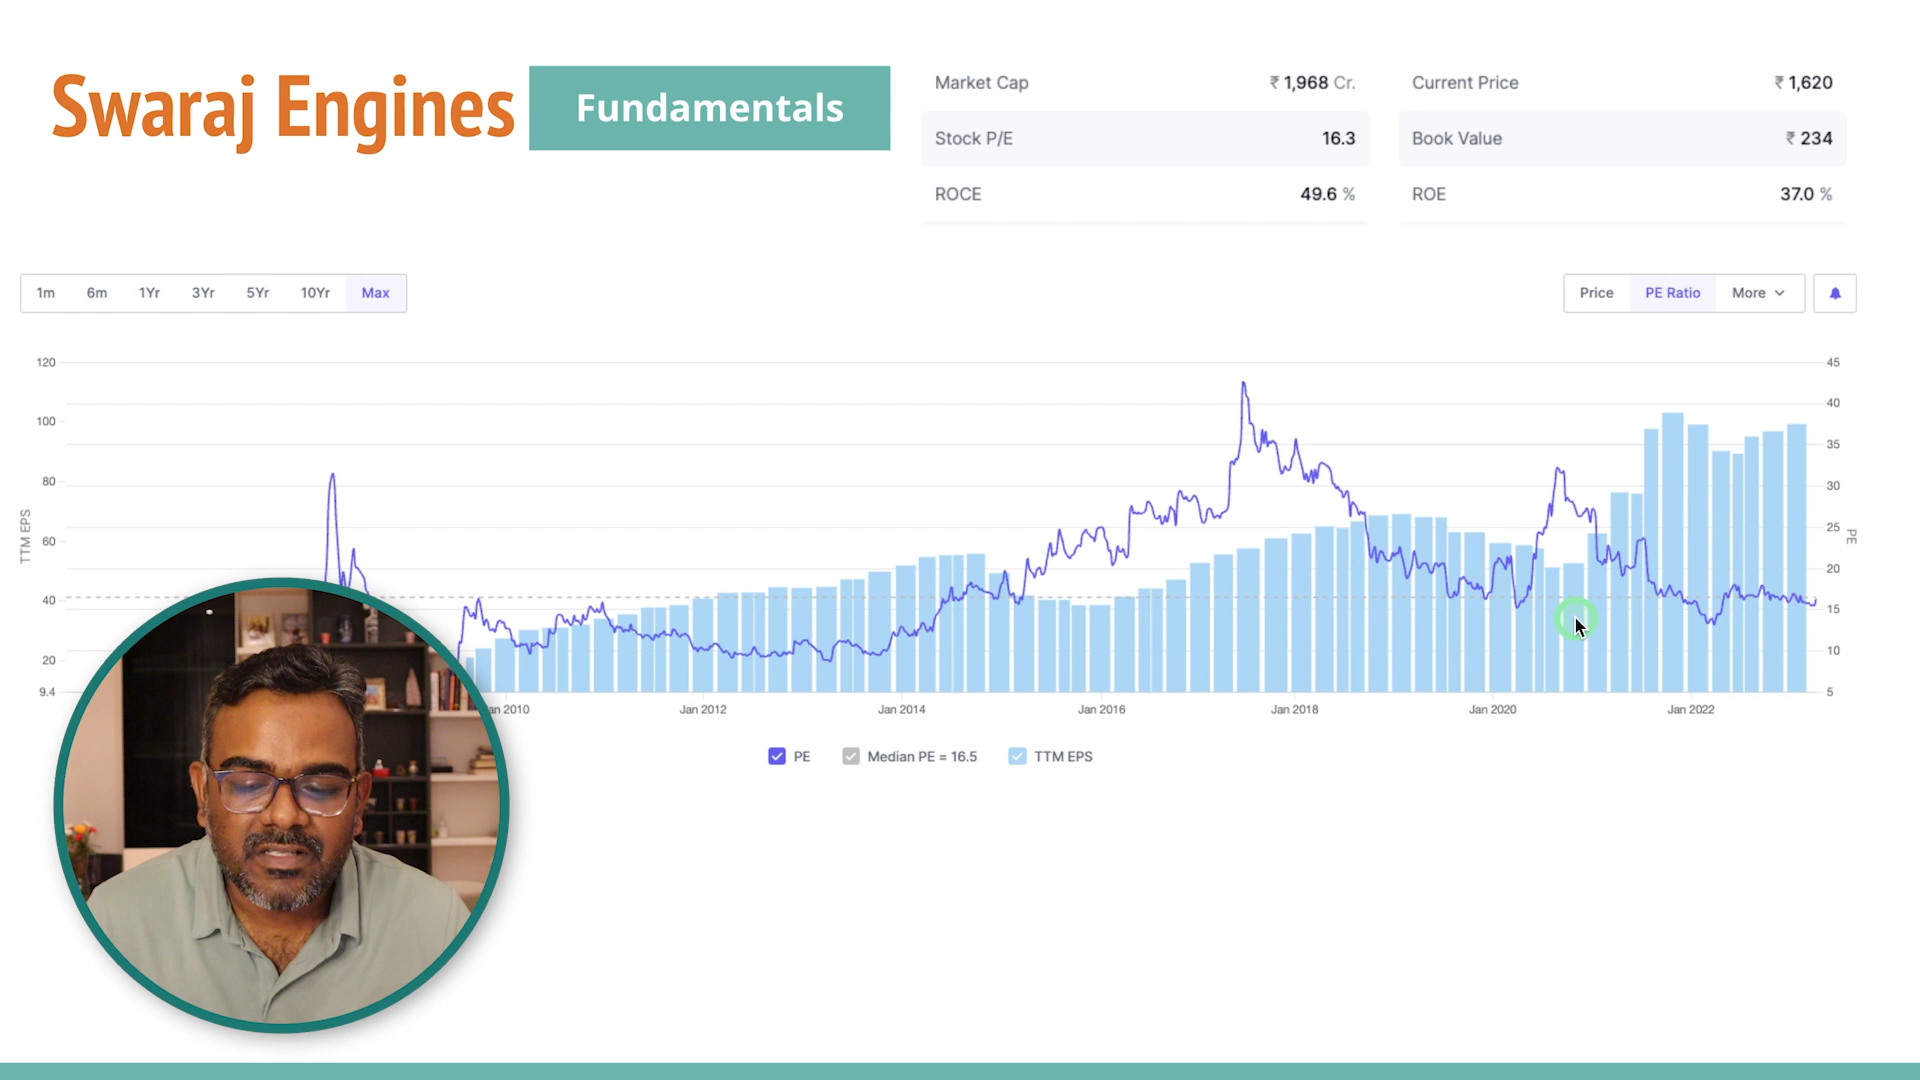 Swaraj Engines
Fundamentals
Market Cap ₹ 1,968 Cr.
Current Price ₹ 1,620
Stock P/E 16.3
Book Value ₹ 234
ROCE 49.6 %
ROE 37.0 %
1m 6m 1Yr 3Yr 5Yr 10Yr Max
Price PE Ratio More
120
100
80
60
40
20
9.4
TTM EPS
45
40
35
30
25
20
15
10
5
PE
an 2010 Jan 2012 Jan 2014 Jan 2016 Jan 2018 Jan 2020 Jan 2022
PE Median PE = 16.5 TTM EPS